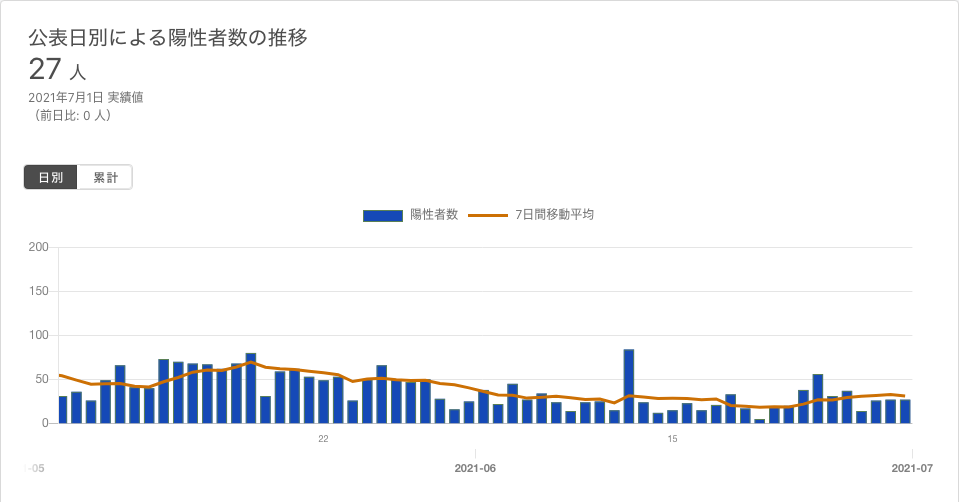 公表日別による陽性者数の推移
27 人
2021年7月1日 実績値
（前日比: 0 人）
日別 累計
陽性者数 7日間移動平均
200
150
100
50
0
22 15
-05 2021-06 2021-07